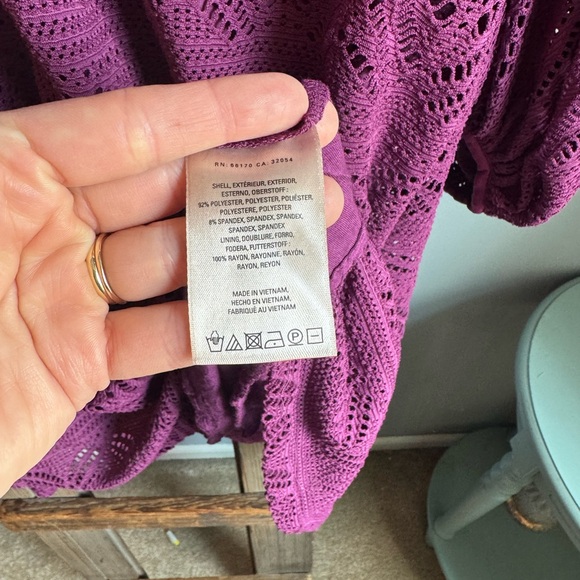 RN: 66170 CA: 32054
SHELL, EXTÉRIEUR, EXTERIOR,
ESTERNO, OBERSTOFF :
92% POLYESTER, POLYESTER, POLIÉSTER,
POLYESTERE, POLYESTER
8% SPANDEX, SPANDEX, SPANDEX,
SPANDEX, SPANDEX
LINING, DOUBLURE, FORRO,
FODERA, FUTTERSTOFF :
100% RAYON, RAYONNE, RAYÓN,
RAYON, REYON
MADE IN VIETNAM,
HECHO EN VIETNAM,
FABRIQUÉ AU VIETNAM
P